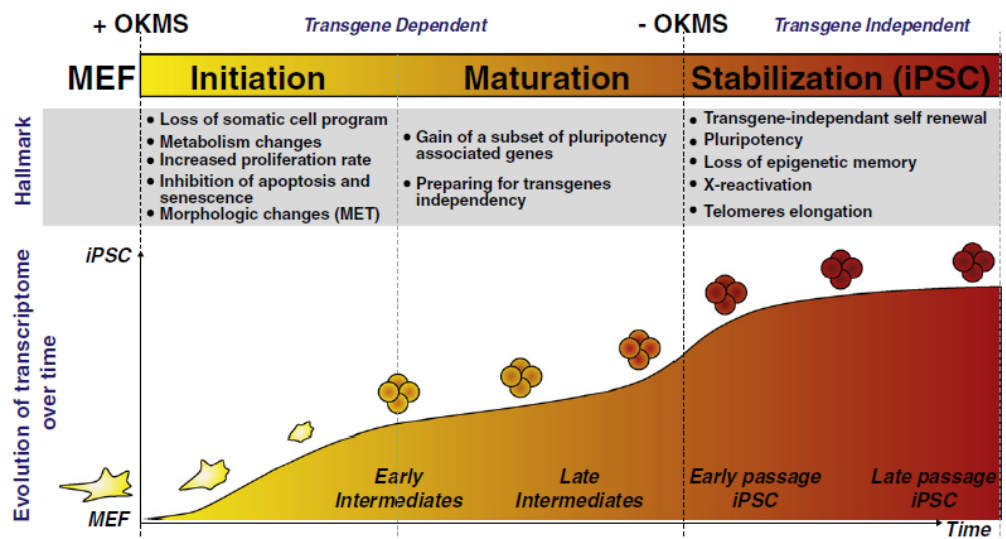 + OKMS
Transgene Dependent
- OKMS
Transgene Independent
MEF
Initiation
Maturation
Stabilization (iPSC)
Hallmark
• Loss of somatic cell program
• Metabolism changes
• Increased proliferation rate
• Inhibition of apoptosis and
senescence
• Morphologic changes (MET)
• Gain of a subset of pluripotency
associated genes
• Preparing for transgenes
independency
• Transgene-independant self renewal
• Pluripotency
• Loss of epigenetic memory
• X-reactivation
• Telomeres elongation
Evolution of transcriptome
over time
iPSC
MEF
Early
Intermediates
Late
Intermediates
Early passage
iPSC
Late passage
iPSC
Time